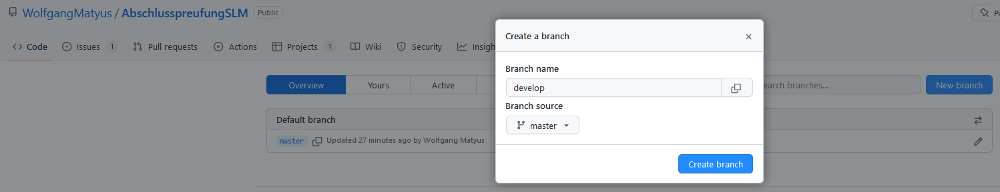 WolfgangMatyus / AbschlusspreufungSLM Public
Pi
Code Issues 1 Pull requests Actions Projects 1 Wiki Security Insigh
Overview Yours Active
earch branches... New branch
Default branch
master Updated 27 minutes ago by Wolfgang Matyus
Create a branch
Branch name
develop
Branch source
master
Create branch